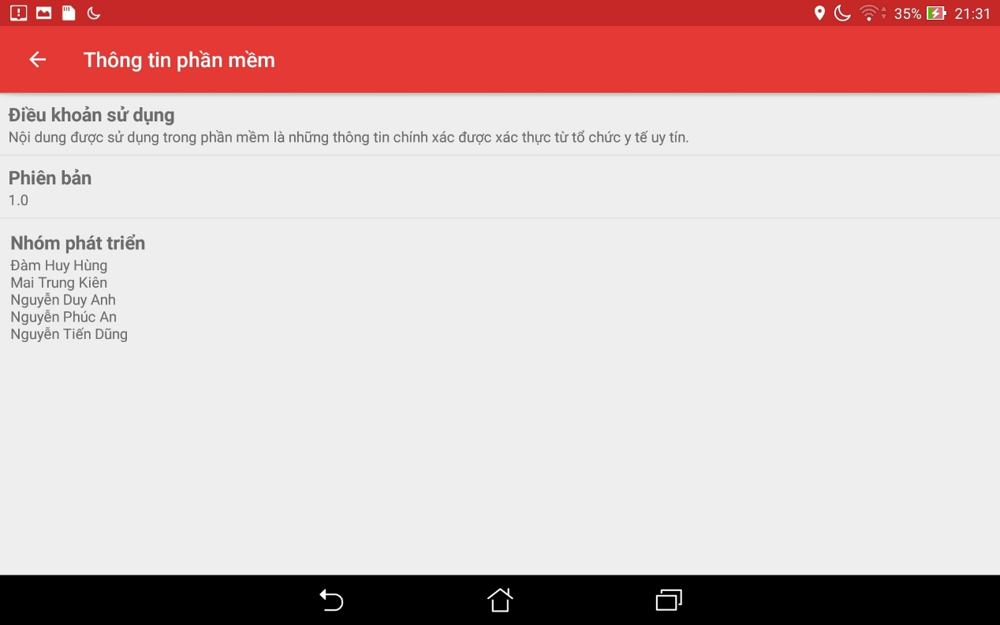 35% 21:31
Thông tin phần mềm
Điều khoản sử dụng
Nội dung được sử dụng trong phần mềm là những thông tin chính xác được xác thực từ tổ chức y tế uy tín.
Phiên bản
1.0
Nhóm phát triển
Đàm Huy Hùng
Mai Trung Kiên
Nguyễn Duy Anh
Nguyễn Phúc An
Nguyễn Tiến Dũng